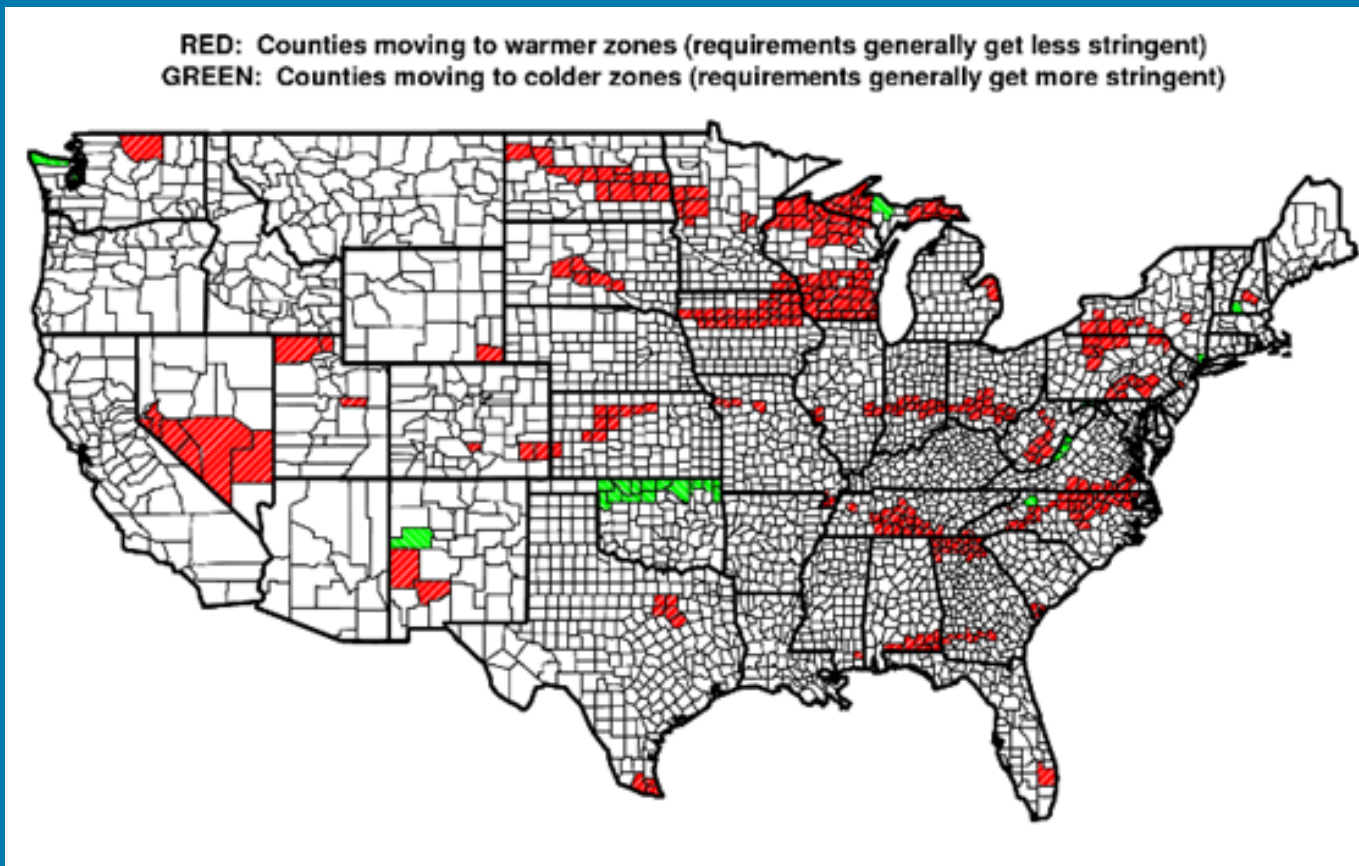 RED: Counties moving to warmer zones (requirements generally get less stringent)
GREEN: Counties moving to colder zones (requirements generally get more stringent)